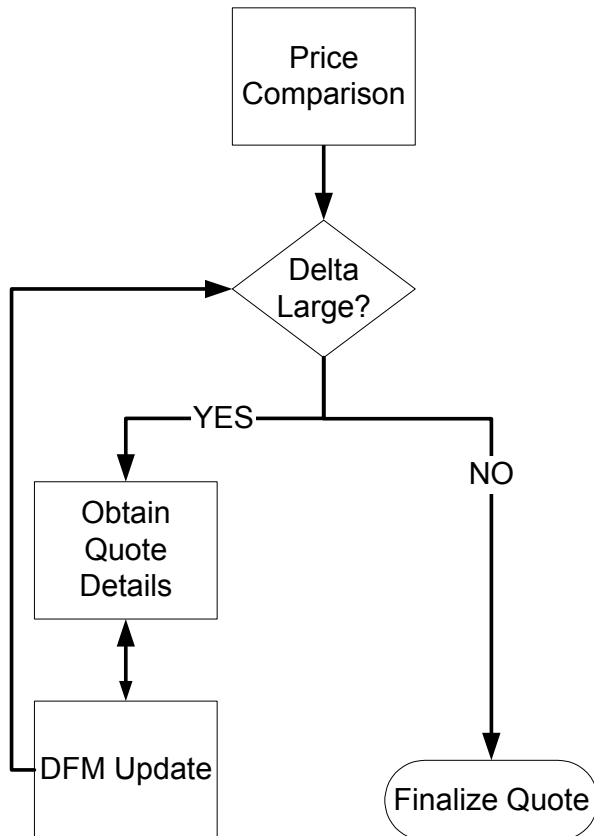 Price
Comparison
Delta
Large?
YES
NO
Obtain
Quote
Details
DFM Update
Finalize Quote